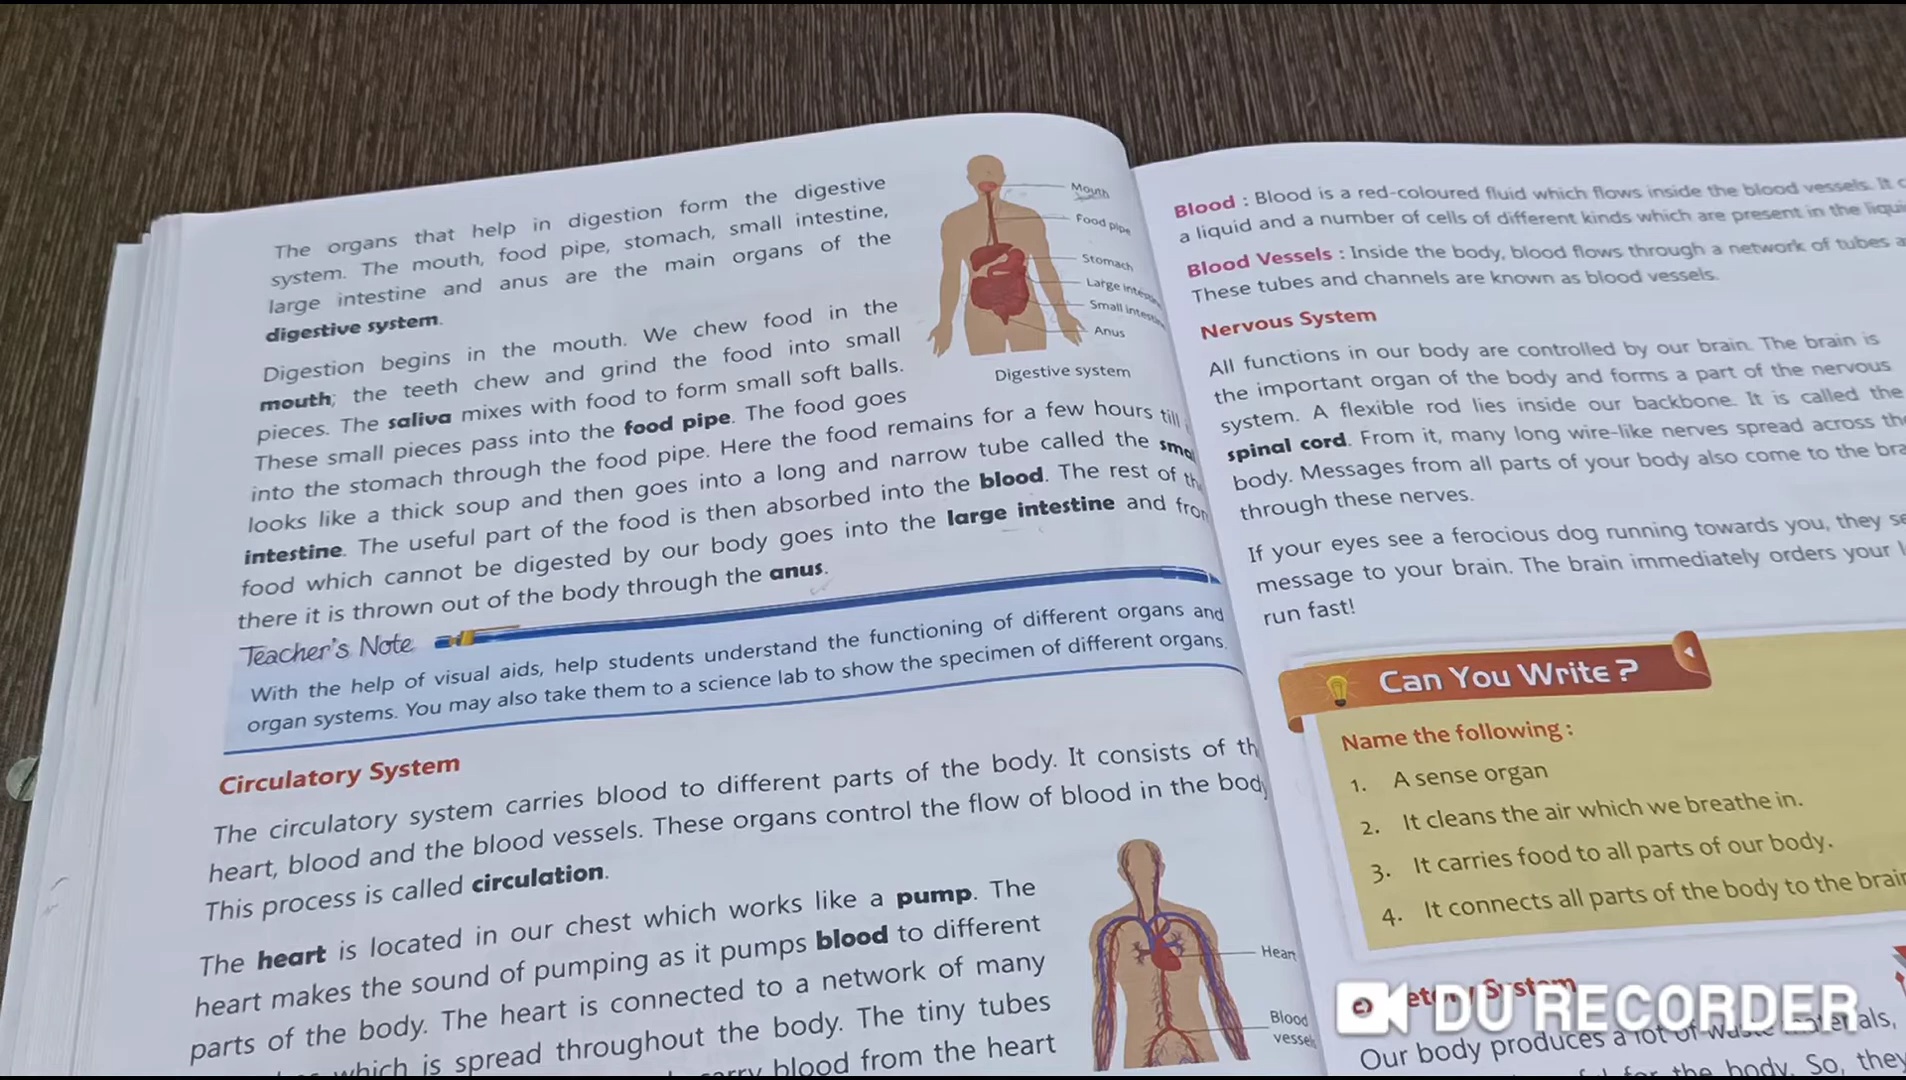 The organs that help in digestion form the digestive
system. The mouth, food pipe, stomach, small intestine,
large intestine and anus are the main organs of the
digestive system.
Digestion begins in the mouth. We chew food in the
mouth; the teeth chew and grind the food into small
pieces. The saliva mixes with food to form small soft balls.
These small pieces pass into the food pipe. The food goes
into the stomach through the food pipe. Here the food remains for a few hours till
looks like a thick soup and then goes into a long and narrow tube called the
intestine. The useful part of the food is then absorbed into the blood. The rest of
food which cannot be digested by our body goes into the large intestine and
there it is thrown out of the body through the anus.
Mouth
Food pipe
Stomach
Large
Small
Anus
Digestive system
Teacher's Note
With the help of visual aids, help students understand the functioning of different organs and
organ systems. You may also take them to a science lab to show the specimen of different organs.
Circulatory System
The circulatory system carries blood to different parts of the body. It consists of
heart, blood and the blood vessels. These organs control the flow of blood in the
This process is called circulation.
The heart is located in our chest which works like a pump. The
heart makes the sound of pumping as it pumps blood to different
parts of the body. The heart is connected to a network of many
which is spread throughout the body. The tiny tubes
blood from the heart
Heart
Blood
Blood : Blood is a red-coloured fluid which flows inside the blood vessels. It
a liquid and a number of cells of different kinds which are present in the
Blood Vessels : Inside the body, blood flows through a network of tubes
These tubes and channels are known as blood vessels.
Nervous System
All functions in our body are controlled by our brain. The brain is
the important organ of the body and forms a part of the nervous
system. A flexible rod lies inside our backbone. It is called the
spinal cord. From it, many long wire-like nerves spread across
body. Messages from all parts of your body also come to the
through these nerves.
If your eyes see a ferocious dog running towards you, they
message to your brain. The brain immediately orders your
run fast!
Can You Write ?
Name the following :
1. A sense organ
2. It cleans the air which we breathe in.
3. It carries food to all parts of our body.
4. It connects all parts of the body to the brain
System
Our body produces a lot of waste materials,
for the body. So, they
DU RECORDER